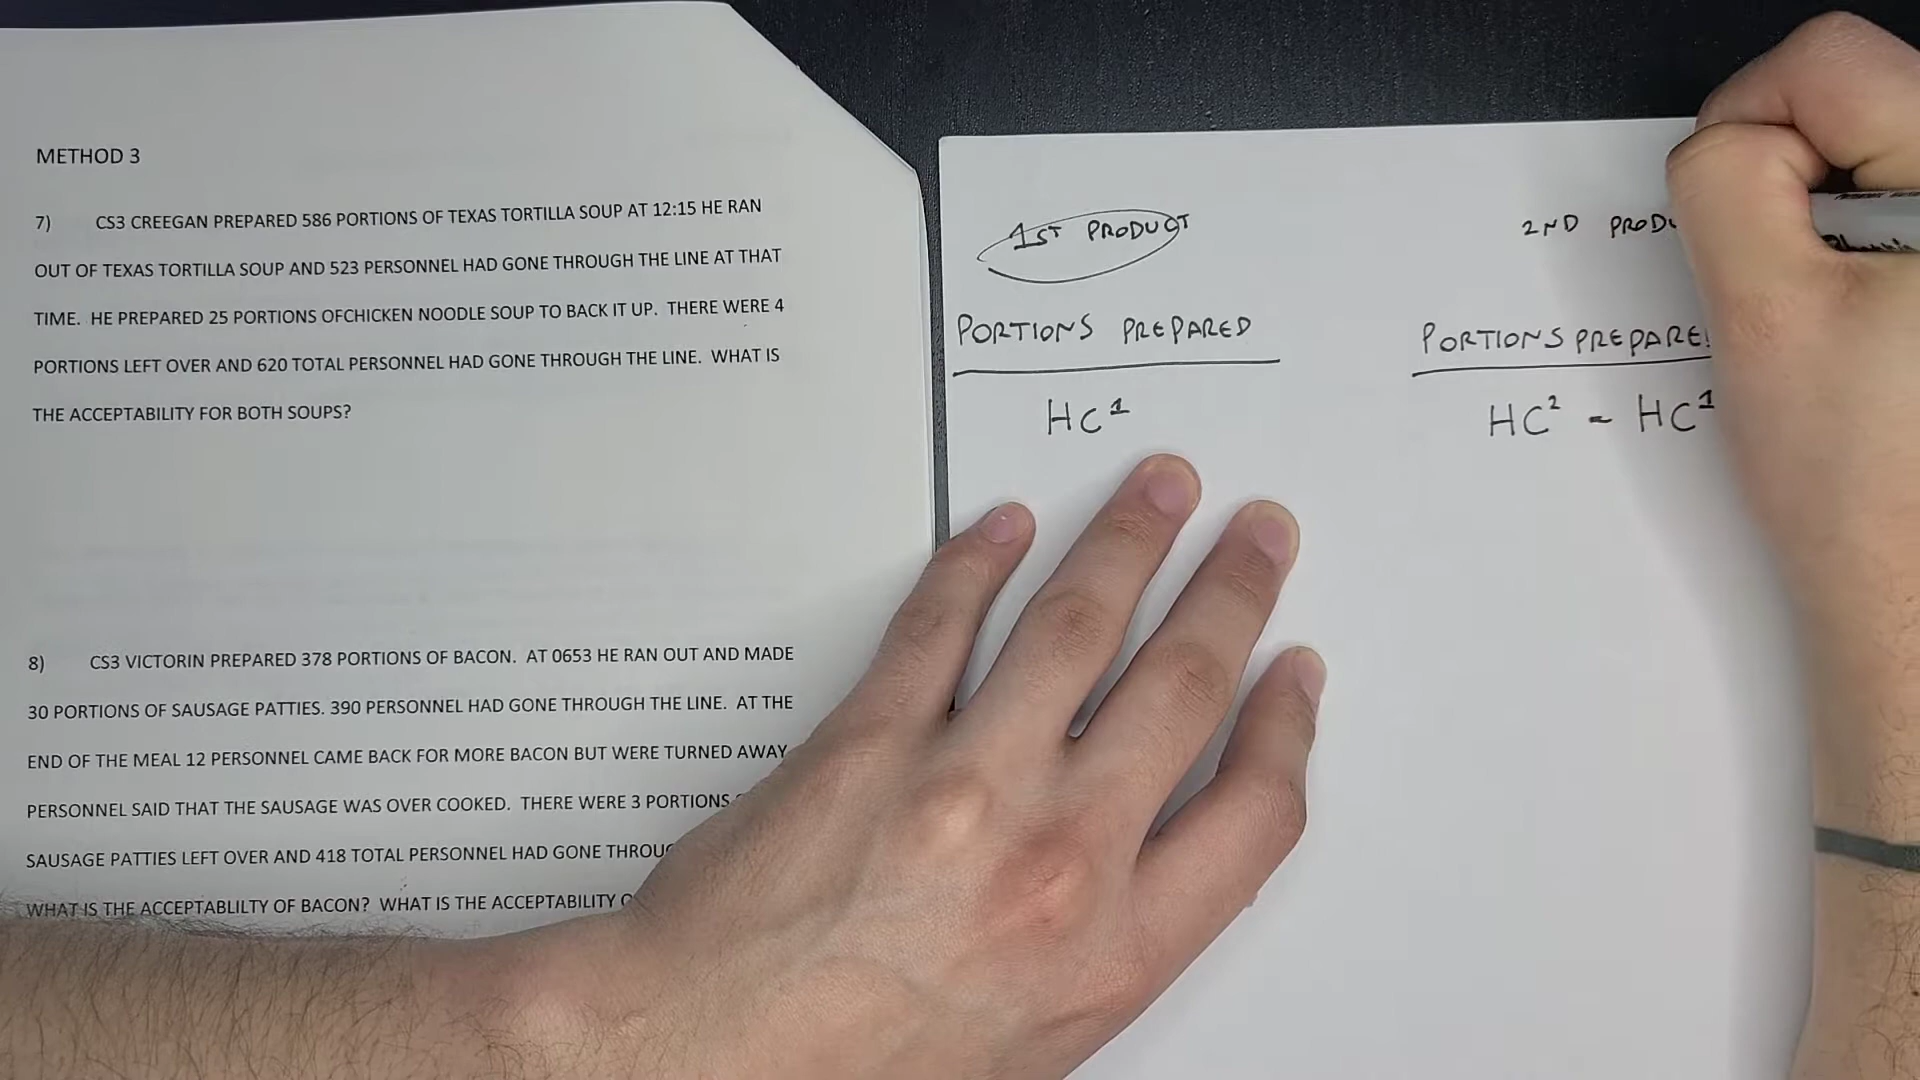 METHOD 3
7) CS3 CREEGAN PREPARED 586 PORTIONS OF TEXAS TORTILLA SOUP AT 12:15 HE RAN
OUT OF TEXAS TORTILLA SOUP AND 523 PERSONNEL HAD GONE THROUGH THE LINE AT THAT
TIME. HE PREPARED 25 PORTIONS OFCHICKEN NOODLE SOUP TO BACK IT UP. THERE WERE 4
PORTIONS LEFT OVER AND 620 TOTAL PERSONNEL HAD GONE THROUGH THE LINE. WHAT IS
THE ACCEPTABILITY FOR BOTH SOUPS?
8) CS3 VICTORIN PREPARED 378 PORTIONS OF BACON. AT 0653 HE RAN OUT AND MADE
30 PORTIONS OF SAUSAGE PATTIES. 390 PERSONNEL HAD GONE THROUGH THE LINE. AT THE
END OF THE MEAL 12 PERSONNEL CAME BACK FOR MORE BACON BUT WERE TURNED AWAY
PERSONNEL SAID THAT THE SAUSAGE WAS OVER COOKED. THERE WERE 3 PORTIONS
SAUSAGE PATTIES LEFT OVER AND 418 TOTAL PERSONNEL HAD GONE
WHAT IS THE ACCEPTABLILTY OF BACON? WHAT IS THE ACCEPTABILITY
1ST PRODUCT
PORTIONS PREPARED
HC¹
2ND
PORTIONS
HC² - HC¹